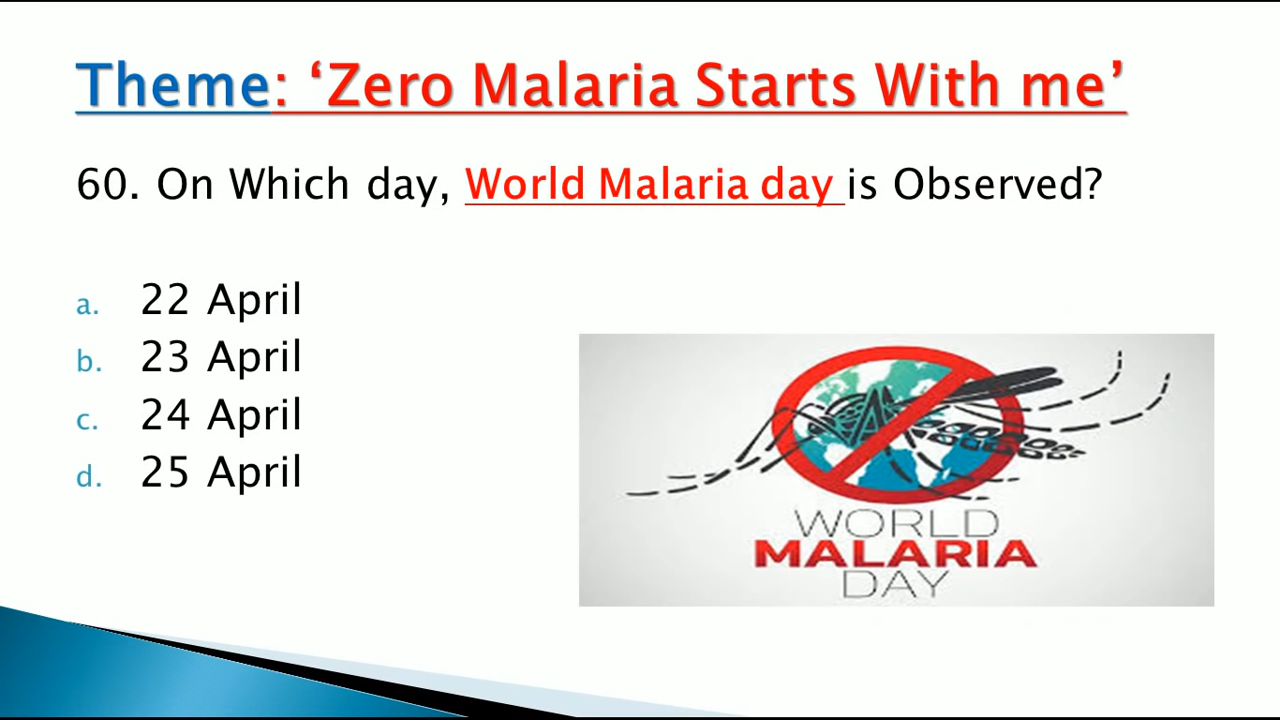 Theme: ‘Zero Malaria Starts With me’
60. On Which day, World Malaria day is Observed?
a. 22 April
b. 23 April
c. 24 April
d. 25 April
WORLD
MALARIA
DAY